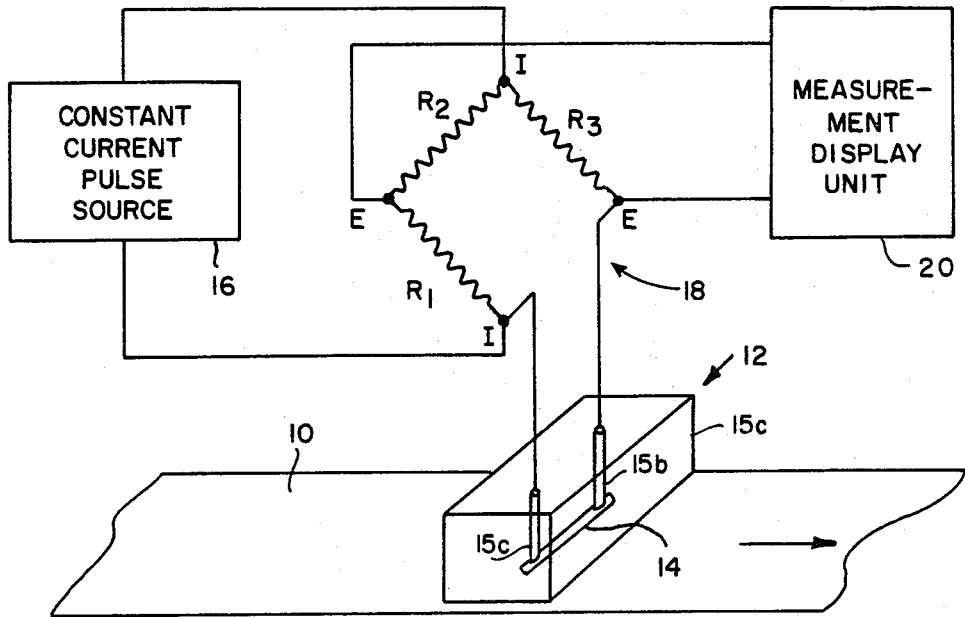 CONSTANT
CURRENT
PULSE
SOURCE
16
I
R2
R3
E
E
R1
I
MEASURE-
MENT
DISPLAY
UNIT
20
18
12
15c
10
15b
15c
14